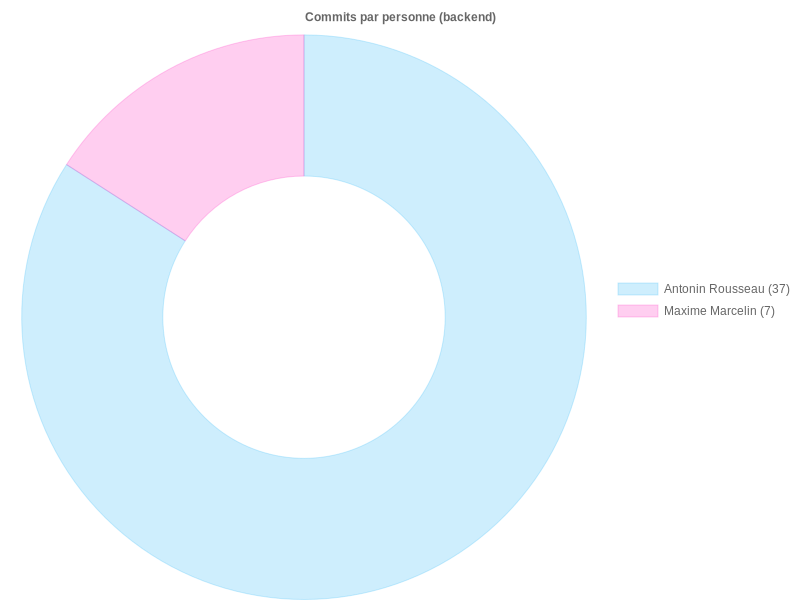 Commits par personne (backend)
Antonin Rousseau (37)
Maxime Marcelin (7)